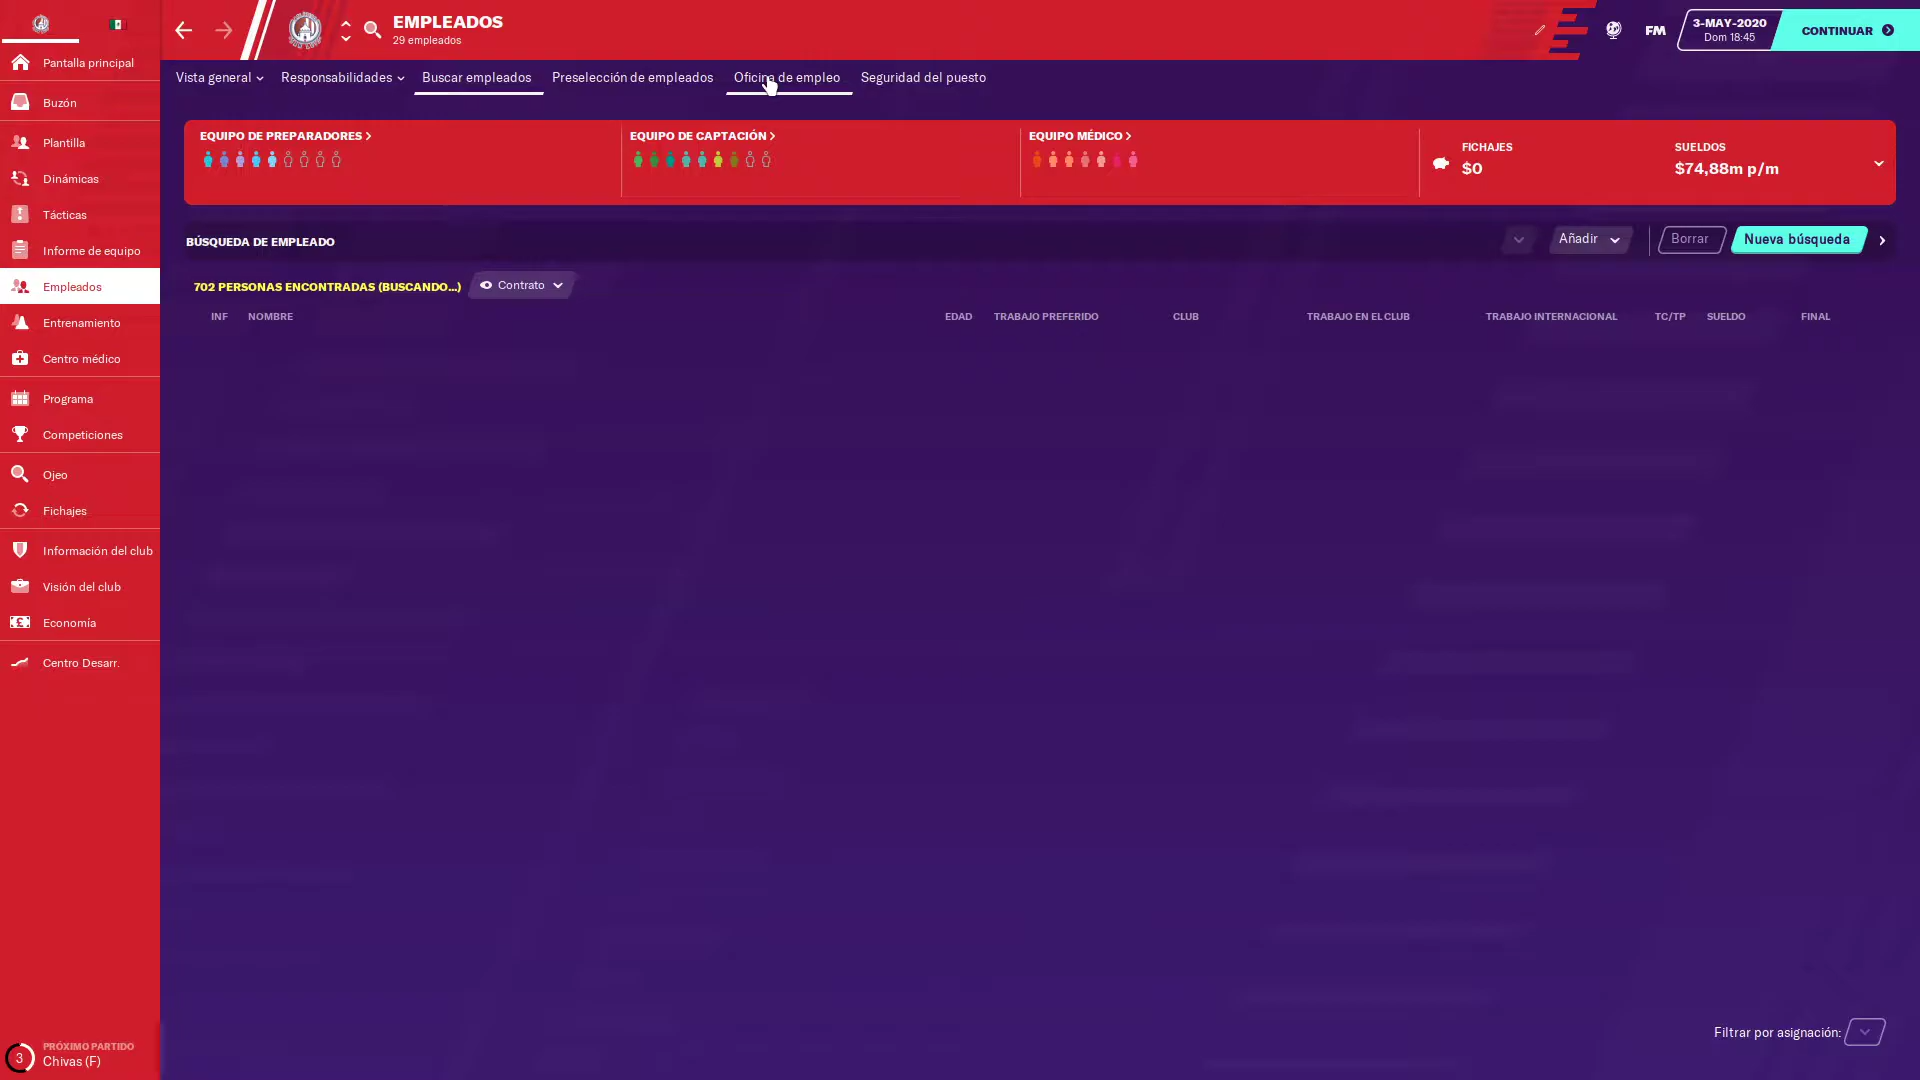 EMPLEADOS
29 empleados
FM
3-MAY-2020
Dom 18:45
CONTINUAR
Vista general
Responsabilidades
Buscar empleados
Preselección de empleados
Oficina de empleo
Seguridad del puesto
Pantalla principal
Buzón
Plantilla
Dinámicas
Tácticas
Informe de equipo
Empleados
Entrenamiento
Centro médico
Programa
Competiciones
Ojeo
Fichajes
Información del club
Visión del club
Economía
Centro Desarr.
3
PRÓXIMO PARTIDO
Chivas (F)
EQUIPO DE PREPARADORES
EQUIPO DE CAPTACIÓN
EQUIPO MÉDICO
FICHAJES
$0
SUELDOS
$74,88m p/m
BÚSQUEDA DE EMPLEADO
Añadir
Borrar
Nueva búsqueda
702 PERSONAS ENCONTRADAS (BUSCANDO...)
Contrato
INF
NOMBRE
EDAD
TRABAJO PREFERIDO
CLUB
TRABAJO EN EL CLUB
TRABAJO INTERNACIONAL
TC/TP
SUELDO
FINAL
Filtrar por asignación: